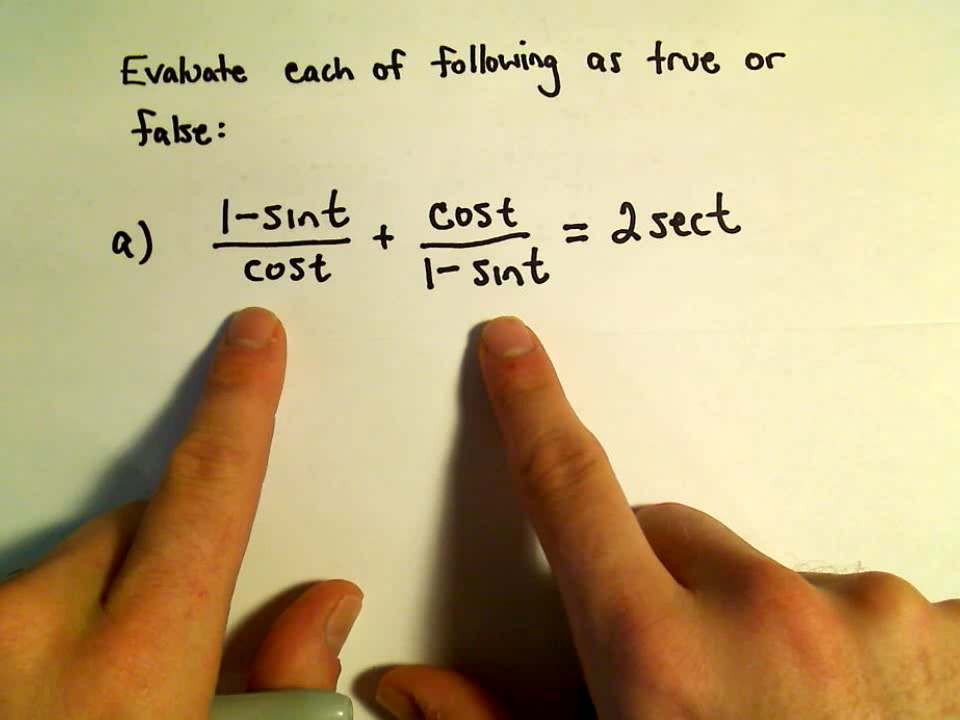 Evaluate each of following as true or
false:
a) (1-sint)/(cost) + (cost)/(1-sint) = 2sect